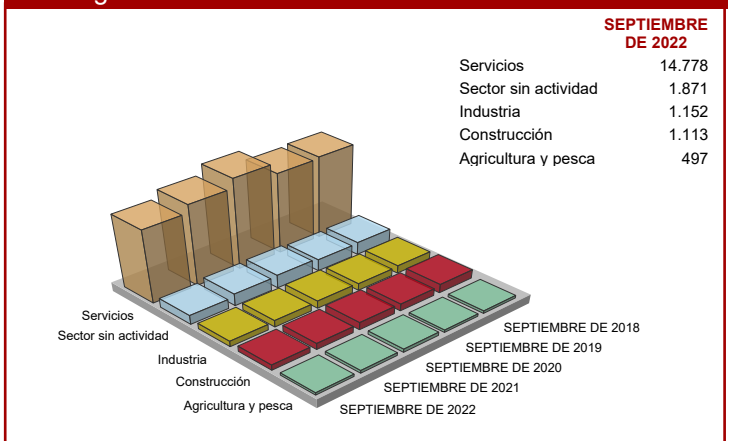 SEPTIEMBRE
DE 2022
Servicios 14.778
Sector sin actividad 1.871
Industria 1.152
Construcción 1.113
Agricultura y pesca 497
Servicios
Sector sin actividad
Industria
Construcción
Agricultura y pesca
SEPTIEMBRE DE 2018
SEPTIEMBRE DE 2019
SEPTIEMBRE DE 2020
SEPTIEMBRE DE 2021
SEPTIEMBRE DE 2022